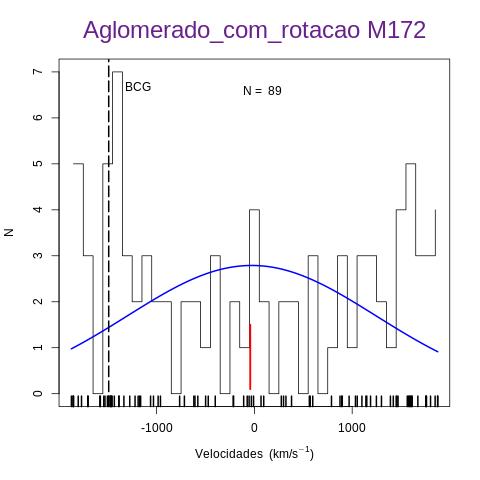 Aglomerado_com_rotacao M172
BCG
N = 89
7
6
5
4
3
2
1
0
N
-1000 0 1000
Velocidades (km/s⁻¹)